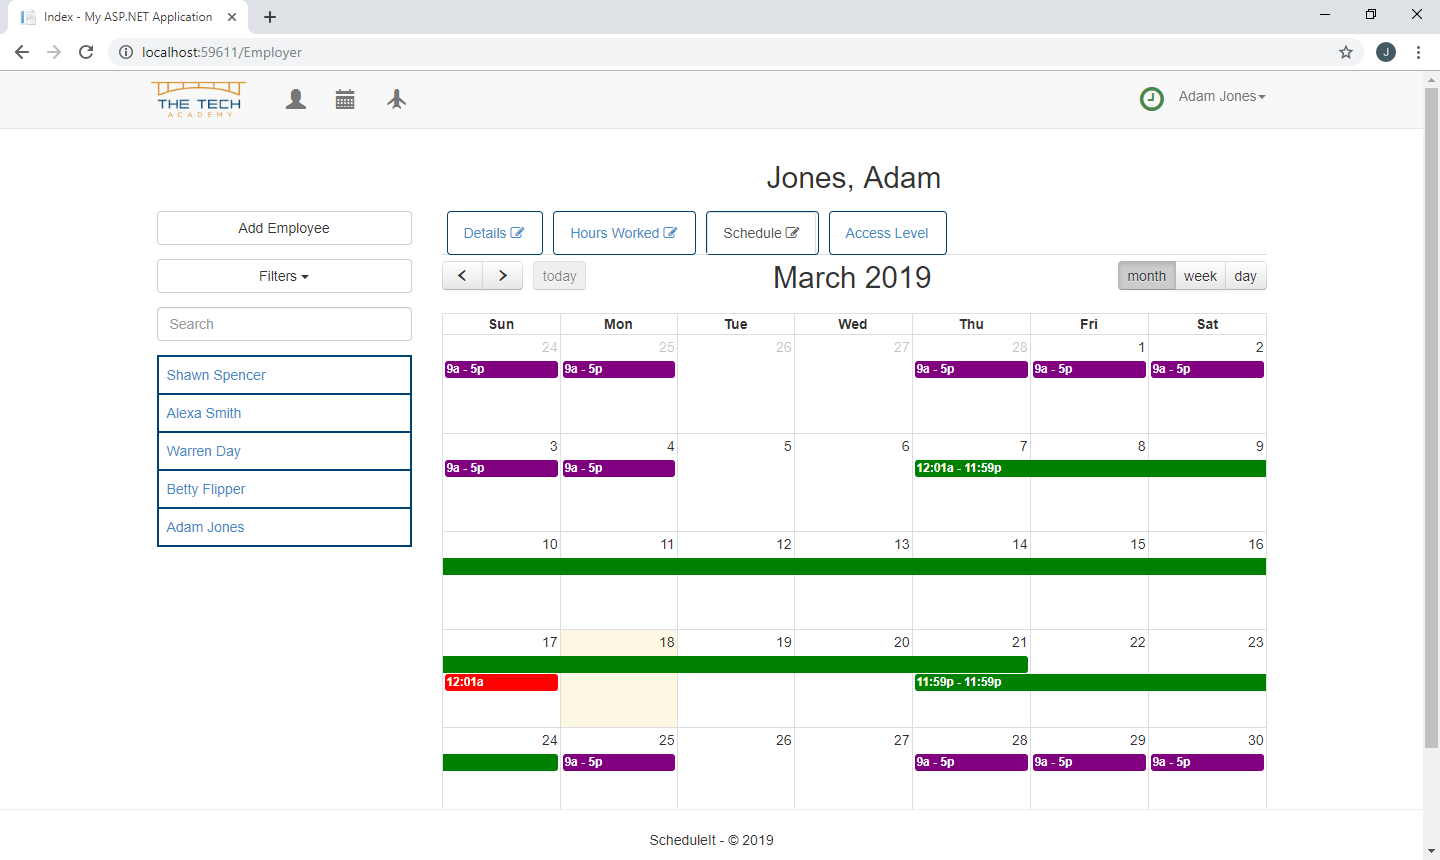 Index - My ASP.NET Application
localhost:59611/Employer
J
THE TECH
ACADEMY
Adam Jones
Jones, Adam
Add Employee
Filters
Search
Shawn Spencer
Alexa Smith
Warren Day
Betty Flipper
Adam Jones
Details
Hours Worked
Schedule
Access Level
today
March 2019
month week day
Sun Mon Tue Wed Thu Fri Sat
24 25 26 27 28 1 2
9a - 5p 9a - 5p 9a - 5p 9a - 5p 9a - 5p
3 4 5 6 7 8 9
9a - 5p 9a - 5p 12:01a - 11:59p
10 11 12 13 14 15 16
17 18 19 20 21 22 23
12:01a 11:59p - 11:59p
24 25 26 27 28 29 30
9a - 5p 9a - 5p 9a - 5p 9a - 5p
ScheduleIt - © 2019